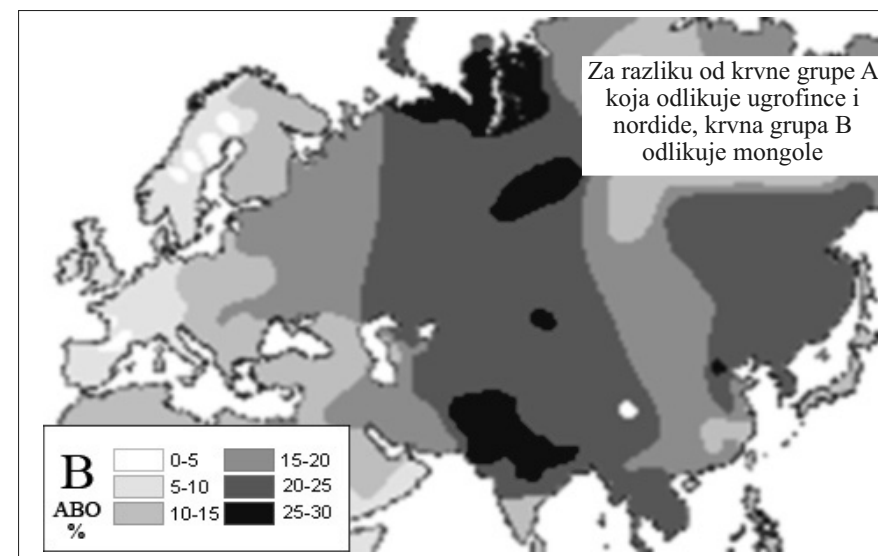 Za razliku od krvne grupe A
koja odlikuje ugrofince i
nordide, krvna grupa B
odlikuje mongole
B
ABO
%
0-5
5-10
10-15
15-20
20-25
25-30